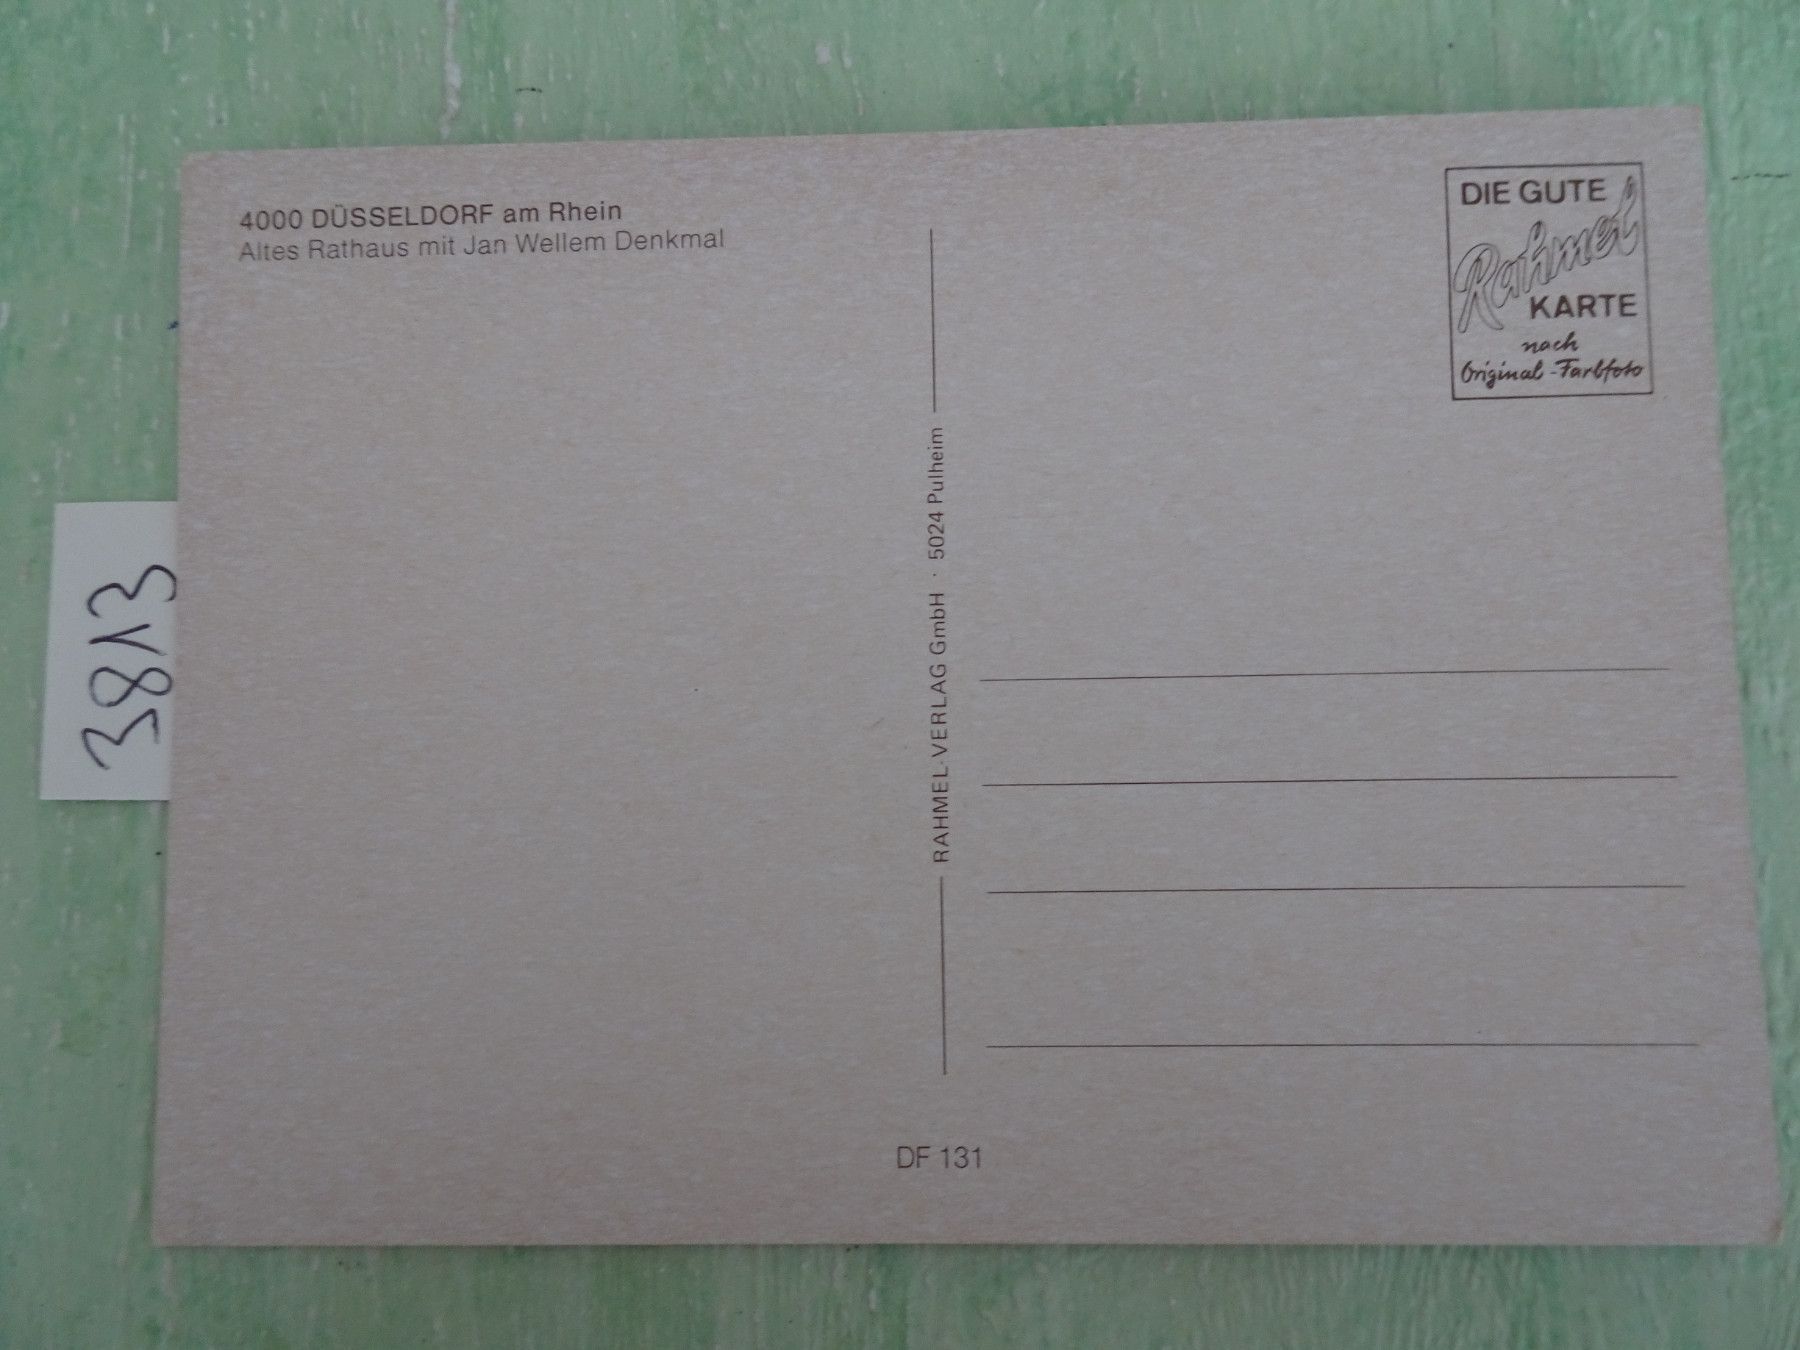 4000 DÜSSELDORF am Rhein
Altes Rathaus mit Jan Wellem Denkmal
DIE GUTE
Rahmel
KARTE
nach
Original-Farbfoto
RAHMEL-VERLAG GmbH · 5024 Pulheim
DF 131
3813